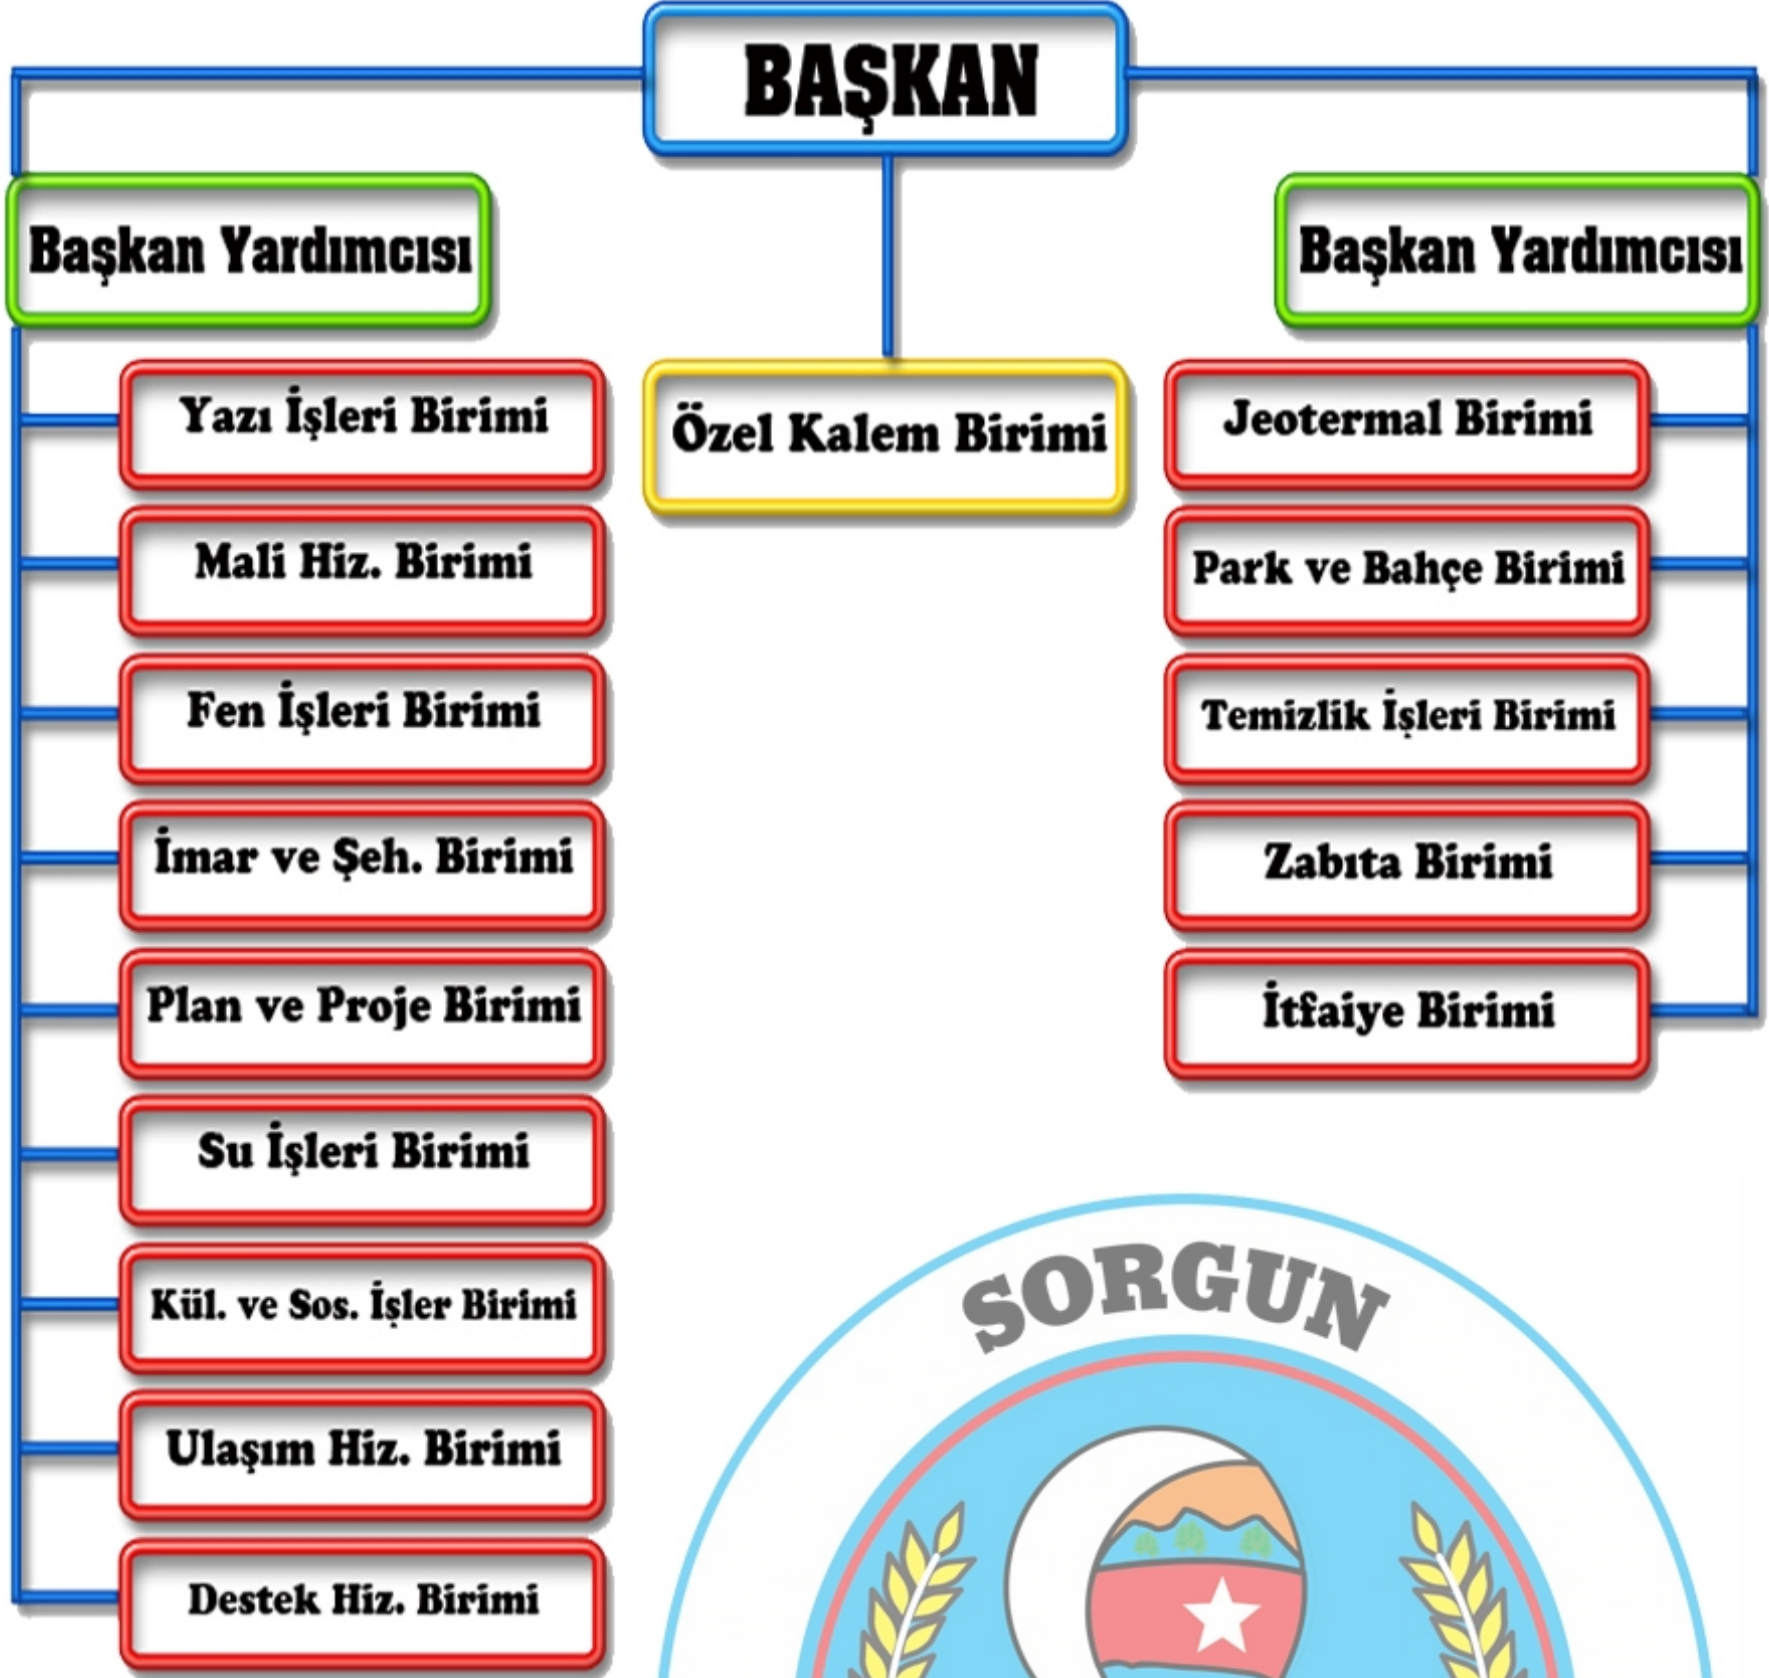 BAŞKAN
Başkan Yardımcısı
Başkan Yardımcısı
Yazı İşleri Birimi
Özel Kalem Birimi
Jeotermal Birimi
Mali Hiz. Birimi
Park ve Bahçe Birimi
Fen İşleri Birimi
Temizlik İşleri Birimi
İmar ve Şeh. Birimi
Zabıta Birimi
Plan ve Proje Birimi
İtfaiye Birimi
Su İşleri Birimi
Kül. ve Sos. İşler Birimi
SORGUN
Ulaşım Hiz. Birimi
Destek Hiz. Birimi